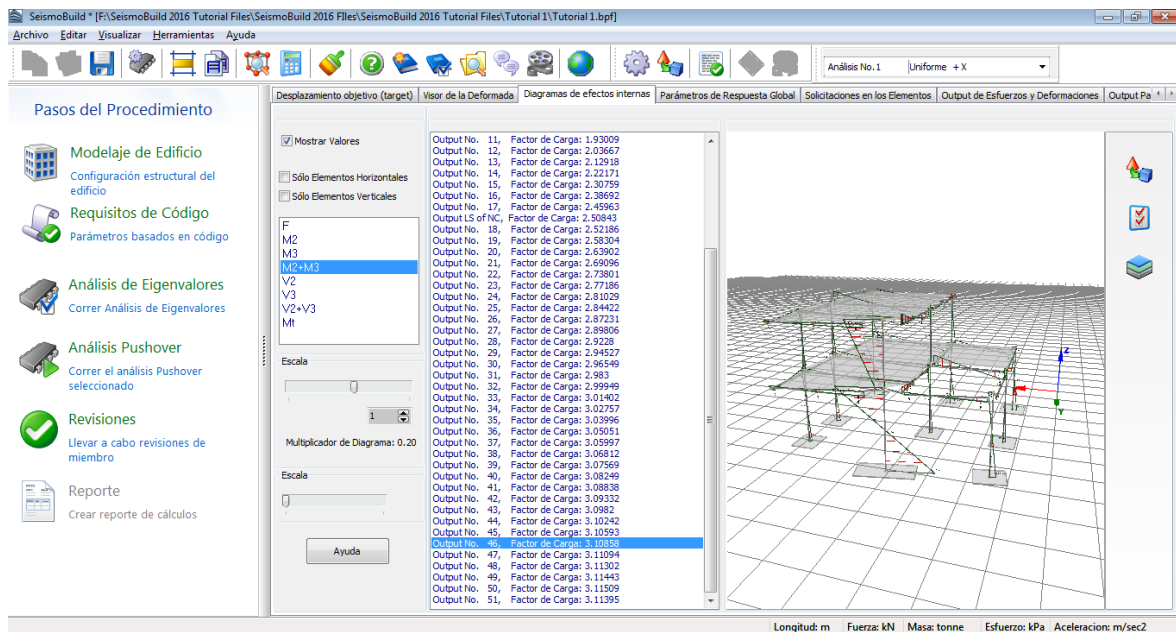 SeismoBuild * [F:\SeismoBuild 2016 Tutorial Files\SeismoBuild 2016 FIles\SeismoBuild 2016 Tutorial Files\Tutorial 1\Tutorial 1.bpf]
Archivo Editar Visualizar Herramientas Ayuda
Análisis No.1 Uniforme +X
Desplazamiento objetivo (target) Visor de la Deformada Diagramas de efectos internas Parámetros de Respuesta Global Solicitaciones en los Elementos Output de Esfuerzos y Deformaciones Output Pa
Pasos del Procedimiento
Modelaje de Edificio
Configuración estructural del
edificio
Requisitos de Código
Parámetros basados en código
Análisis de Eigenvalores
Correr Análisis de Eigenvalores
Análisis Pushover
Correr el análisis Pushover
seleccionado
Revisiones
Llevar a cabo revisiones de
miembro
Reporte
Crear reporte de cálculos
Mostrar Valores
Sólo Elementos Horizontales
Sólo Elementos Verticales
F
M2
M3
M2+M3
V2
V3
V2+V3
Mt
Escala
1
Multiplicador de Diagrama: 0.20
Escala
Ayuda
Output No. 11, Factor de Carga: 1.93009
Output No. 12, Factor de Carga: 2.03667
Output No. 13, Factor de Carga: 2.12918
Output No. 14, Factor de Carga: 2.22171
Output No. 15, Factor de Carga: 2.30759
Output No. 16, Factor de Carga: 2.38692
Output No. 17, Factor de Carga: 2.45963
Output LS of NC, Factor de Carga: 2.50843
Output No. 18, Factor de Carga: 2.52186
Output No. 19, Factor de Carga: 2.58304
Output No. 20, Factor de Carga: 2.63902
Output No. 21, Factor de Carga: 2.69096
Output No. 22, Factor de Carga: 2.73801
Output No. 23, Factor de Carga: 2.77186
Output No. 24, Factor de Carga: 2.81029
Output No. 25, Factor de Carga: 2.84422
Output No. 26, Factor de Carga: 2.87231
Output No. 27, Factor de Carga: 2.89806
Output No. 28, Factor de Carga: 2.9228
Output No. 29, Factor de Carga: 2.94527
Output No. 30, Factor de Carga: 2.96549
Output No. 31, Factor de Carga: 2.983
Output No. 32, Factor de Carga: 2.99949
Output No. 33, Factor de Carga: 3.01402
Output No. 34, Factor de Carga: 3.02757
Output No. 35, Factor de Carga: 3.03996
Output No. 36, Factor de Carga: 3.05051
Output No. 37, Factor de Carga: 3.05997
Output No. 38, Factor de Carga: 3.06812
Output No. 39, Factor de Carga: 3.07569
Output No. 40, Factor de Carga: 3.08249
Output No. 41, Factor de Carga: 3.08838
Output No. 42, Factor de Carga: 3.09332
Output No. 43, Factor de Carga: 3.0982
Output No. 44, Factor de Carga: 3.10242
Output No. 45, Factor de Carga: 3.10593
Output No. 46, Factor de Carga: 3.10858
Output No. 47, Factor de Carga: 3.11094
Output No. 48, Factor de Carga: 3.11302
Output No. 49, Factor de Carga: 3.11443
Output No. 50, Factor de Carga: 3.11509
Output No. 51, Factor de Carga: 3.11395
Z
X
Y
Longitud: m Fuerza: kN Masa: tonne Esfuerzo: kPa Aceleracion: m/sec2